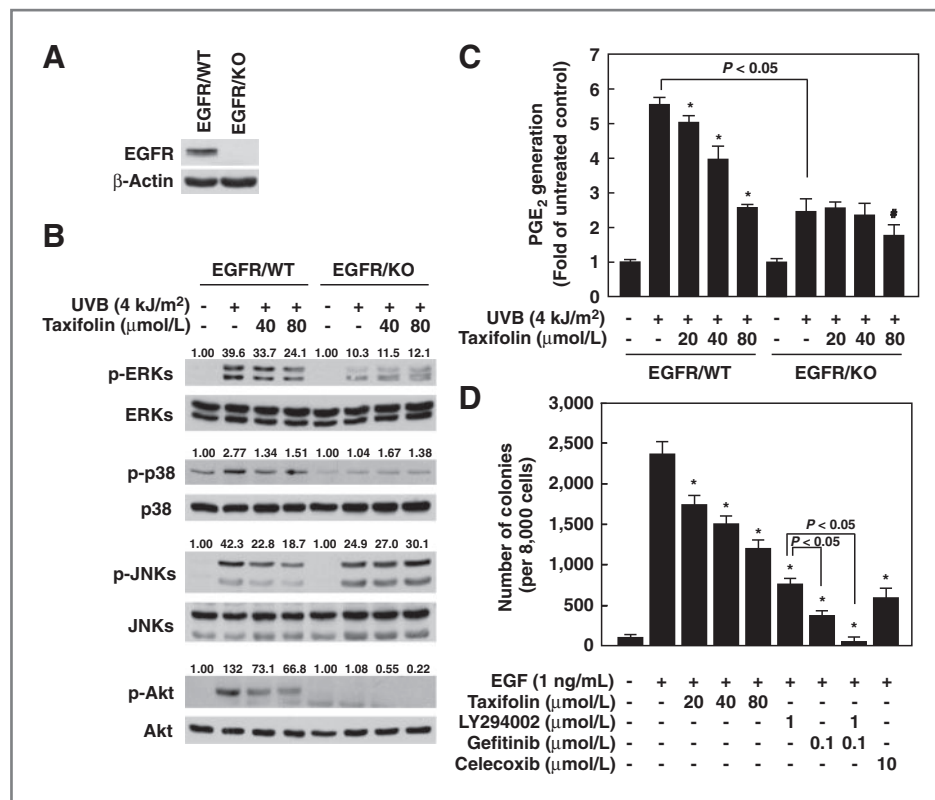 A
EGFR/WT
EGFR/KO
EGFR
β-Actin
B
EGFR/WT EGFR/KO
UVB (4 kJ/m²) - + + + - + + +
Taxifolin (μmol/L) - - 40 80 - - 40 80
1.00 39.6 33.7 24.1 1.00 10.3 11.5 12.1
p-ERKs
ERKs
1.00 2.77 1.34 1.51 1.00 1.04 1.67 1.38
p-p38
p38
1.00 42.3 22.8 18.7 1.00 24.9 27.0 30.1
p-JNKs
JNKs
1.00 132 73.1 66.8 1.00 1.08 0.55 0.22
p-Akt
Akt
C
PGE₂ generation
(Fold of untreated control)
7
6
5
4
3
2
1
0
P < 0.05
* * * #
UVB (4 kJ/m²) - + + + + - + + + +
Taxifolin (μmol/L) - - 20 40 80 - - 20 40 80
EGFR/WT EGFR/KO
D
Number of colonies
(per 8,000 cells)
3,000
2,500
2,000
1,500
1,000
500
0
P < 0.05
P < 0.05
* * * * * * *
EGF (1 ng/mL) - + + + + + + + +
Taxifolin (μmol/L) - - 20 40 80 - - - -
LY294002 (μmol/L) - - - - - 1 - 1 -
Gefitinib (μmol/L) - - - - - - 0.1 0.1 -
Celecoxib (μmol/L) - - - - - - - - 10